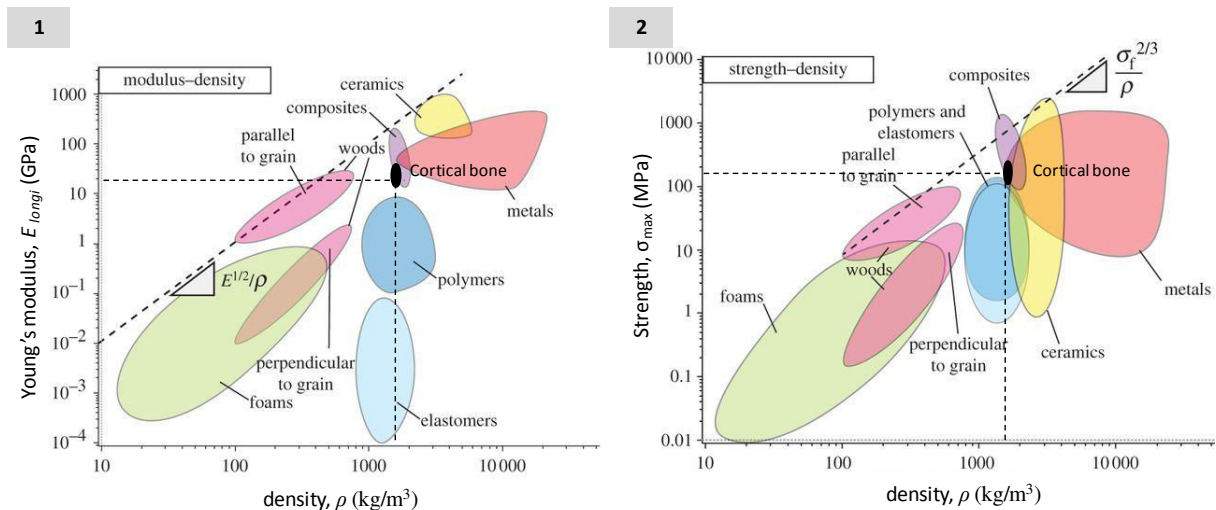 1
modulus–density
1000
100
10
1
10⁻¹
10⁻²
10⁻³
10⁻⁴
10
100
1000
10 000
Young's modulus, E longi (GPa)
density, ρ (kg/m³)
ceramics
composites
parallel
to grain
woods
Cortical bone
metals
polymers
E^1/2/ρ
perpendicular
to grain
foams
elastomers
2
strength–density
10 000
1000
100
10
1
0.1
0.01
10
100
1000
10 000
Strength, σmax (MPa)
density, ρ (kg/m³)
σf^2/3
ρ
composites
polymers and
elastomers
parallel
to grain
Cortical bone
woods
foams
metals
perpendicular
to grain
ceramics